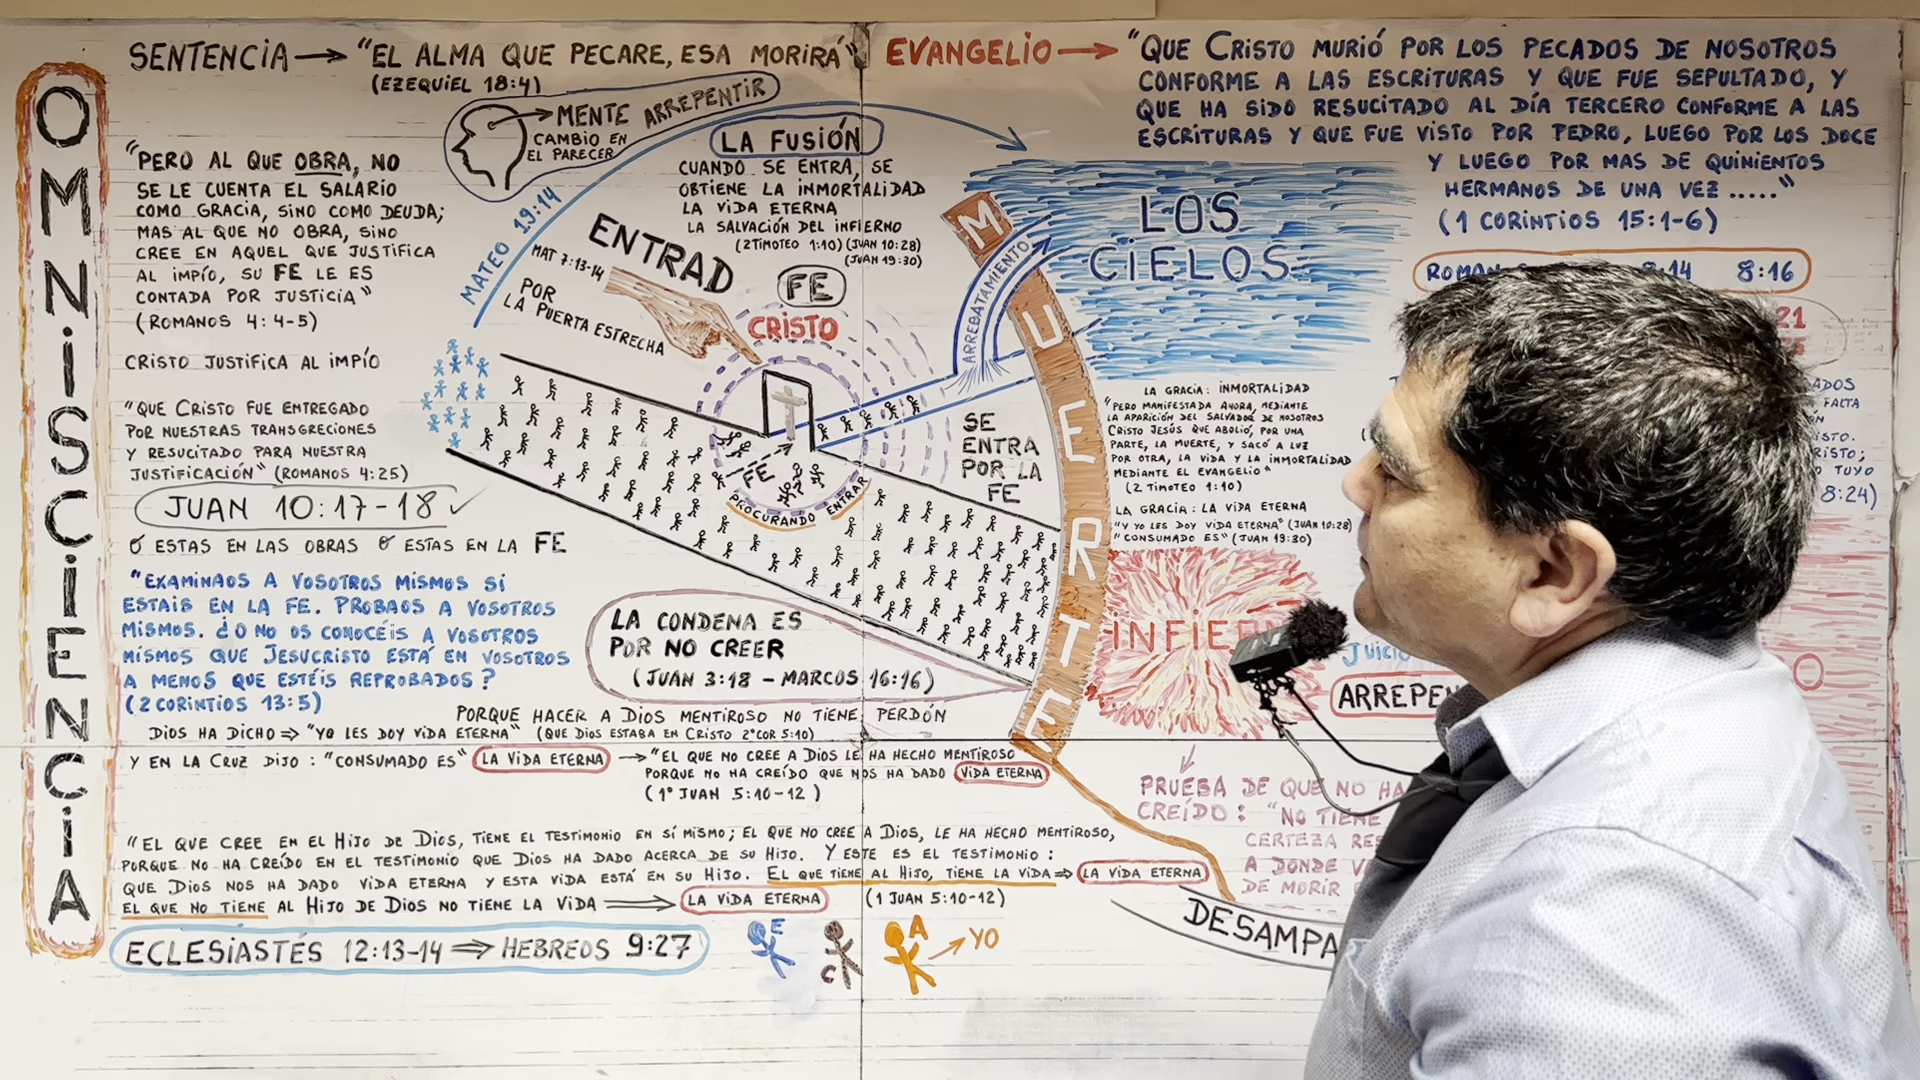 OMNISCIENCIA
SENTENCIA → "EL ALMA QUE PECARE, ESA MORIRÁ"
(EZEQUIEL 18:4)
MENTE ARREPENTIR
CAMBIO EN
EL PARECER
"PERO AL QUE OBRA, NO
SE LE CUENTA EL SALARIO
COMO GRACIA, SINO COMO DEUDA;
MAS AL QUE NO OBRA, SINO
CREE EN AQUEL QUE JUSTIFICA
AL IMPÍO, SU FE LE ES
CONTADA POR JUSTICIA"
(ROMANOS 4:4-5)
CRISTO JUSTIFICA AL IMPÍO
"QUE CRISTO FUE ENTREGADO
POR NUESTRAS TRANSGRECIONES
Y RESUCITADO PARA NUESTRA
JUSTIFICACIÓN" (ROMANOS 4:25)
JUAN 10:17-18 ✓
Ó ESTAS EN LAS OBRAS Ó ESTAS EN LA FE
"EXAMINAOS A VOSOTROS MISMOS SI
ESTAIS EN LA FE. PROBAOS A VOSOTROS
MISMOS. ¿O NO OS CONOCÉIS A VOSOTROS
MISMOS QUE JESUCRISTO ESTÁ EN VOSOTROS
A MENOS QUE ESTÉIS REPROBADOS?
(2 CORINTIOS 13:5)
MATEO 19:14
LA FUSIÓN
CUANDO SE ENTRA, SE
OBTIENE LA INMORTALIDAD
LA VIDA ETERNA
LA SALVACIÓN DEL INFIERNO
(2 TIMOTEO 1:10) (JUAN 10:28)
(JUAN 19:30)
ENTRAD
MAT 7:13-14
POR
LA PUERTA ESTRECHA
FE
CRISTO
FE
PROCURANDO ENTRAR
ARREBATAMIENTO
SE
ENTRA
POR LA
FE
MUERTE
LA CONDENA ES
POR NO CREER
(JUAN 3:18 - MARCOS 16:16)
PORQUE HACER A DIOS MENTIROSO NO TIENE PERDÓN
DIOS HA DICHO ⇒ "YO LES DOY VIDA ETERNA" (QUE DIOS ESTABA EN CRISTO 2ºCOR 5:10)
Y EN LA CRUZ DIJO: "CONSUMADO ES" LA VIDA ETERNA → "EL QUE NO CREE A DIOS LE HA HECHO MENTIROSO
PORQUE NO HA CREÍDO QUE NOS HA DADO VIDA ETERNA
(1º JUAN 5:10-12)
"EL QUE CREE EN EL HIJO DE DIOS, TIENE EL TESTIMONIO EN SÍ MISMO; EL QUE NO CREE A DIOS, LE HA HECHO MENTIROSO,
PORQUE NO HA CREÍDO EN EL TESTIMONIO QUE DIOS HA DADO ACERCA DE SU HIJO. Y ESTE ES EL TESTIMONIO:
QUE DIOS NOS HA DADO VIDA ETERNA Y ESTA VIDA ESTÁ EN SU HIJO. EL QUE TIENE AL HIJO, TIENE LA VIDA ⇒ LA VIDA ETERNA
EL QUE NO TIENE AL HIJO DE DIOS NO TIENE LA VIDA ⇒ LA VIDA ETERNA (1 JUAN 5:10-12)
ECLESIASTÉS 12:13-14 ⇒ HEBREOS 9:27
E
C
A → YO
EVANGELIO → "QUE CRISTO MURIÓ POR LOS PECADOS DE NOSOTROS
CONFORME A LAS ESCRITURAS Y QUE FUE SEPULTADO, Y
QUE HA SIDO RESUCITADO AL DÍA TERCERO CONFORME A LAS
ESCRITURAS Y QUE FUE VISTO POR PEDRO, LUEGO POR LOS DOCE
Y LUEGO POR MAS DE QUINIENTOS
HERMANOS DE UNA VEZ ....."
(1 CORINTIOS 15:1-6)
8:14 8:16
21
LOS
CIELOS
LA GRACIA: INMORTALIDAD
"PERO MANIFESTADA AHORA, MEDIANTE
LA APARICIÓN DEL SALVADOR DE NOSOTROS
CRISTO JESÚS QUE ABOLIÓ, POR UNA
PARTE, LA MUERTE, Y SACÓ A LUZ
POR OTRA, LA VIDA Y LA INMORTALIDAD
MEDIANTE EL EVANGELIO"
(2 TIMOTEO 1:10)
LA GRACIA: LA VIDA ETERNA
"Y YO LES DOY VIDA ETERNA" (JUAN 10:28)
"CONSUMADO ES" (JUAN 19:30)
FALTA
TUYO
8:24)
PRUEBA DE QUE NO HA
CREÍDO: "NO TIENE
CERTEZA
A DONDE
DE MORIR